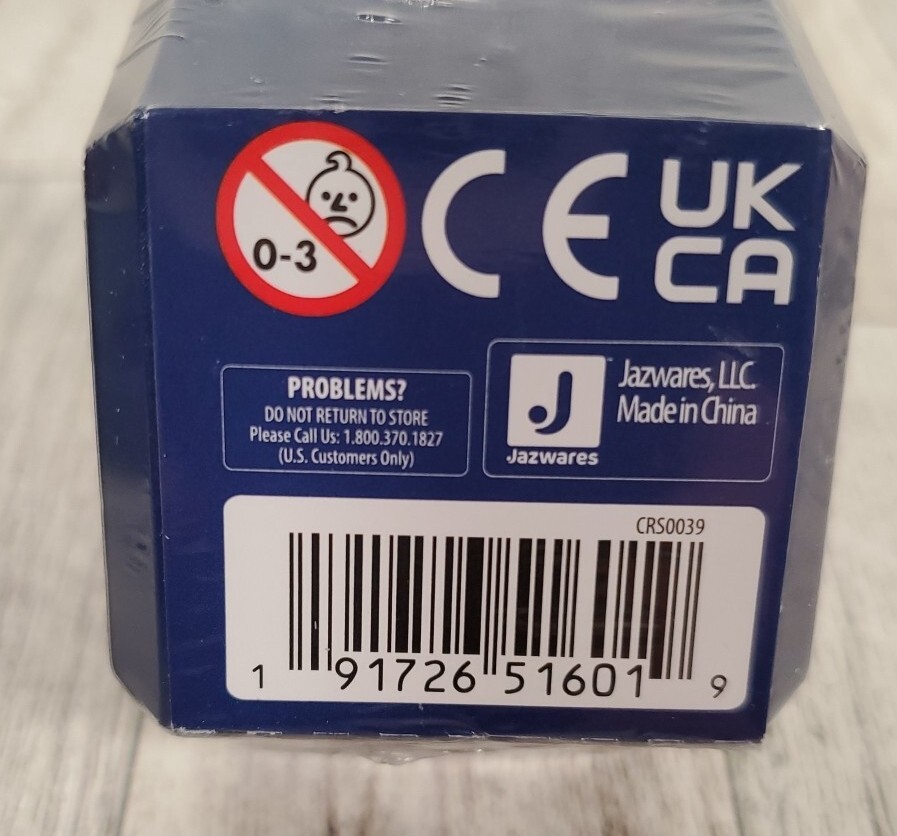 0-3
CE
UK
CA
PROBLEMS?
DO NOT RETURN TO STORE
Please Call Us: 1.800.370.1827
(U.S. Customers Only)
J
Jazwares
Jazwares, LLC.
Made in China
CRS0039
1 91726 51601 9